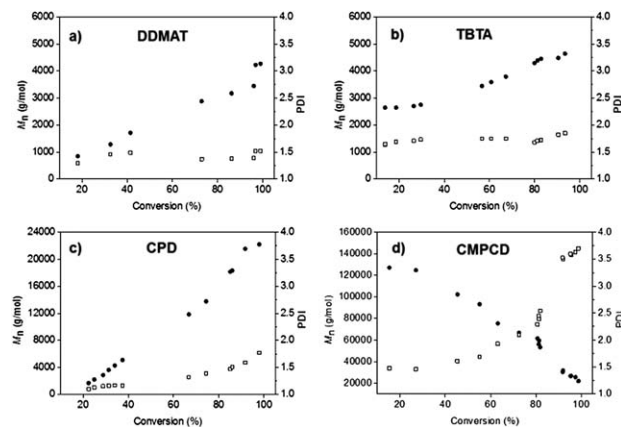 a) DDMAT
6000
5000
4000
3000
2000
1000
0
Mn (g/mol)
4.0
3.5
3.0
2.5
2.0
1.5
1.0
PDI
20 40 60 80 100
Conversion (%)
b) TBTA
6000
5000
4000
3000
2000
1000
0
Mn (g/mol)
4.0
3.5
3.0
2.5
2.0
1.5
1.0
PDI
20 40 60 80 100
Conversion (%)
c) CPD
24000
20000
16000
12000
8000
4000
0
Mn (g/mol)
4.0
3.5
3.0
2.5
2.0
1.5
1.0
PDI
20 40 60 80 100
Conversion (%)
d) CMPCD
160000
140000
120000
100000
80000
60000
40000
20000
Mn (g/mol)
4.0
3.5
3.0
2.5
2.0
1.5
1.0
PDI
20 40 60 80 100
Conversion (%)